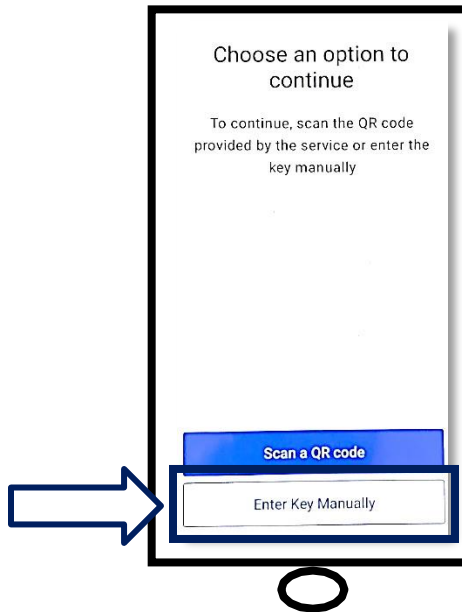 Choose an option to
continue
To continue, scan the QR code
provided by the service or enter the
key manually
Scan a QR code
Enter Key Manually